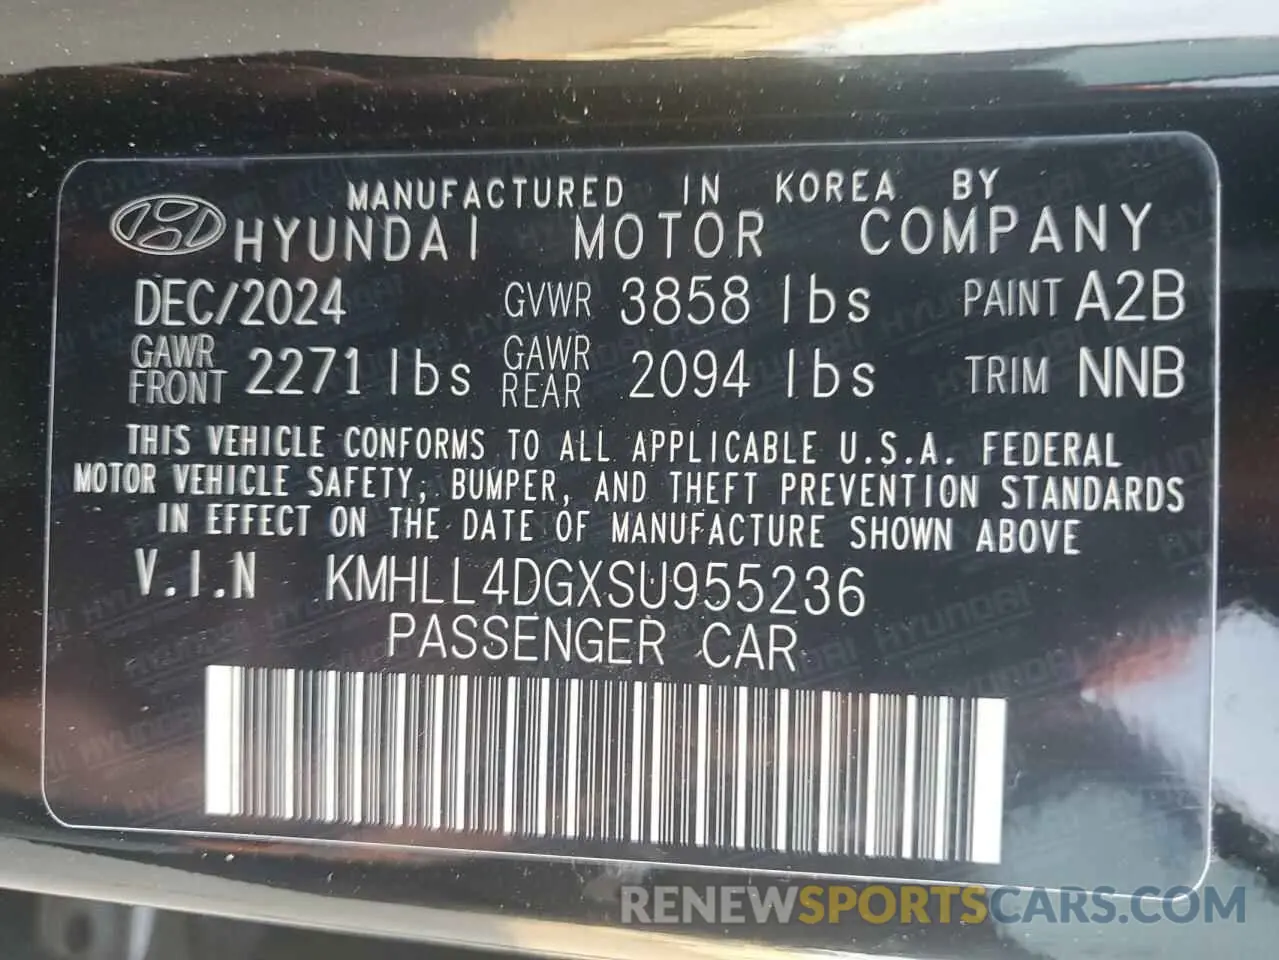 MANUFACTURED IN KOREA BY
HYUNDAI MOTOR COMPANY
DEC/2024 GVWR 3858 lbs PAINT A2B
GAWR FRONT 2271 lbs GAWR REAR 2094 lbs TRIM NNB
THIS VEHICLE CONFORMS TO ALL APPLICABLE U.S.A. FEDERAL
MOTOR VEHICLE SAFETY, BUMPER, AND THEFT PREVENTION STANDARDS
IN EFFECT ON THE DATE OF MANUFACTURE SHOWN ABOVE
V.I.N KMHLL4DGXSU955236
PASSENGER CAR
RENEWSPORTSCARS.COM